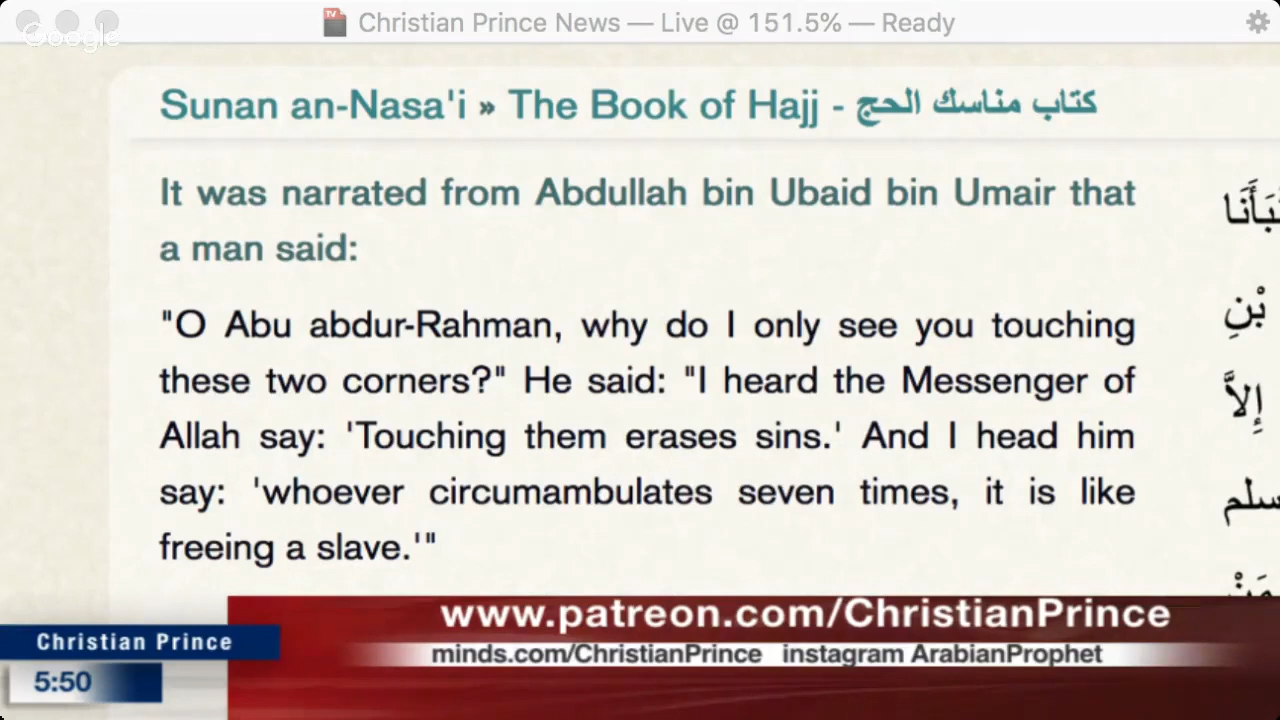 Christian Prince News — Live @ 151.5% — Ready
Google
Sunan an-Nasa'i » The Book of Hajj - كتاب مناسك الحج
It was narrated from Abdullah bin Ubaid bin Umair that
a man said:
"O Abu abdur-Rahman, why do I only see you touching
these two corners?" He said: "I heard the Messenger of
Allah say: 'Touching them erases sins.' And I head him
say: 'whoever circumambulates seven times, it is like
freeing a slave.'"
بْنِ
إِلاَّ
www.patreon.com/ChristianPrince
minds.com/ChristianPrince instagram ArabianProphet
Christian Prince
5:50